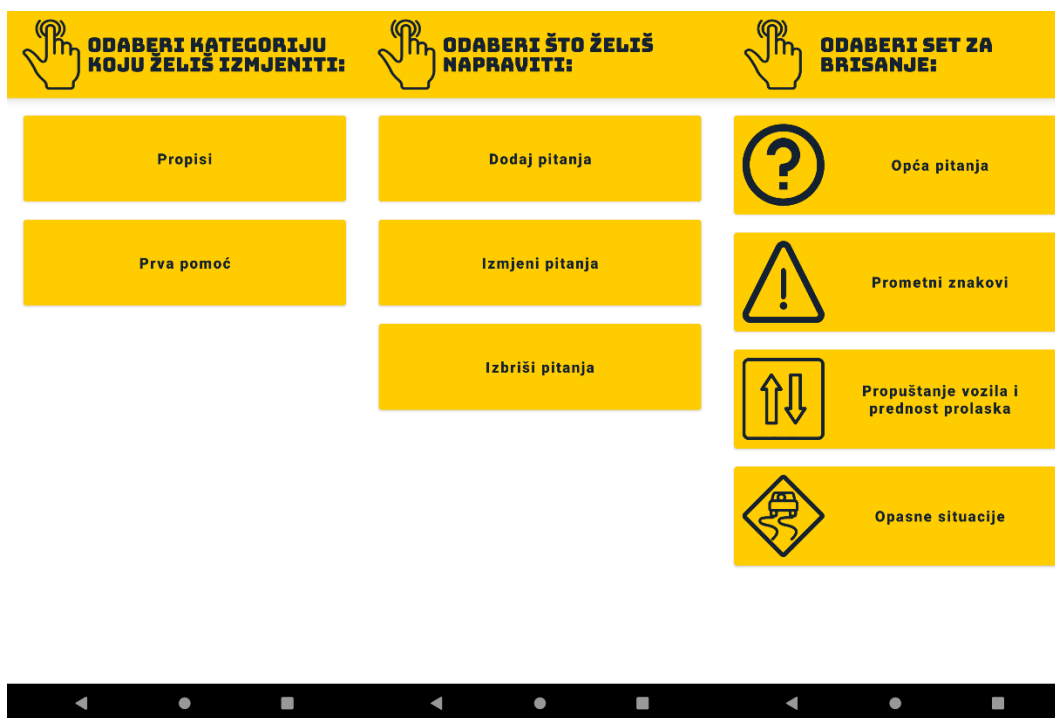 ODABERI KATEGORIJU
KOJU ŽELIŠ IZMJENITI:
Propisi
Prva pomoć
ODABERI ŠTO ŽELIŠ
NAPRAVITI:
Dodaj pitanja
Izmjeni pitanja
Izbriši pitanja
ODABERI SET ZA
BRISANJE:
Opća pitanja
Prometni znakovi
Propuštanje vozila i
prednost prolaska
Opasne situacije